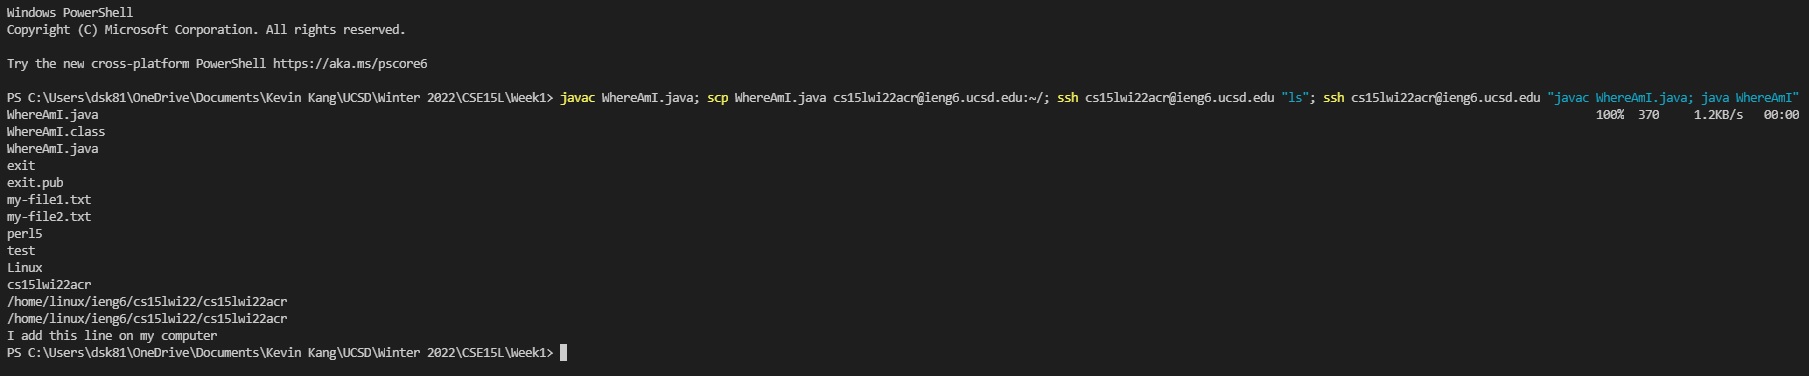 Windows PowerShell
Copyright (C) Microsoft Corporation. All rights reserved.
Try the new cross-platform PowerShell https://aka.ms/pscore6
PS C:\Users\dsk81\OneDrive\Documents\Kevin Kang\UCSD\Winter 2022\CSE15L\Week1> javac WhereAmI.java; scp WhereAmI.java cs15lwi22acr@ieng6.ucsd.edu:~/; ssh cs15lwi22acr@ieng6.ucsd.edu "ls"; ssh cs15lwi22acr@ieng6.ucsd.edu "javac WhereAmI.java; java WhereAmI"
WhereAmI.java 100% 370 1.2KB/s 00:00
WhereAmI.class
WhereAmI.java
exit
exit.pub
my-file1.txt
my-file2.txt
perl5
test
Linux
cs15lwi22acr
/home/linux/ieng6/cs15lwi22/cs15lwi22acr
/home/linux/ieng6/cs15lwi22/cs15lwi22acr
I add this line on my computer
PS C:\Users\dsk81\OneDrive\Documents\Kevin Kang\UCSD\Winter 2022\CSE15L\Week1>